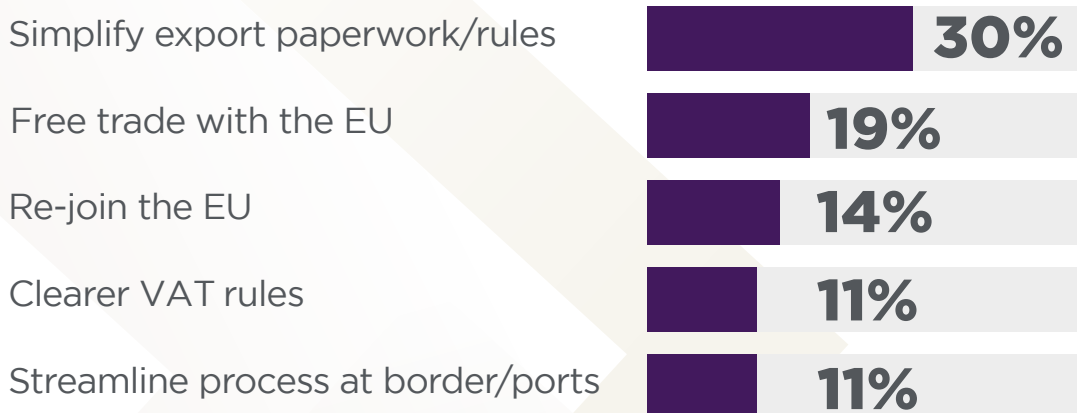 Simplify export paperwork/rules 30%
Free trade with the EU 19%
Re-join the EU 14%
Clearer VAT rules 11%
Streamline process at border/ports 11%